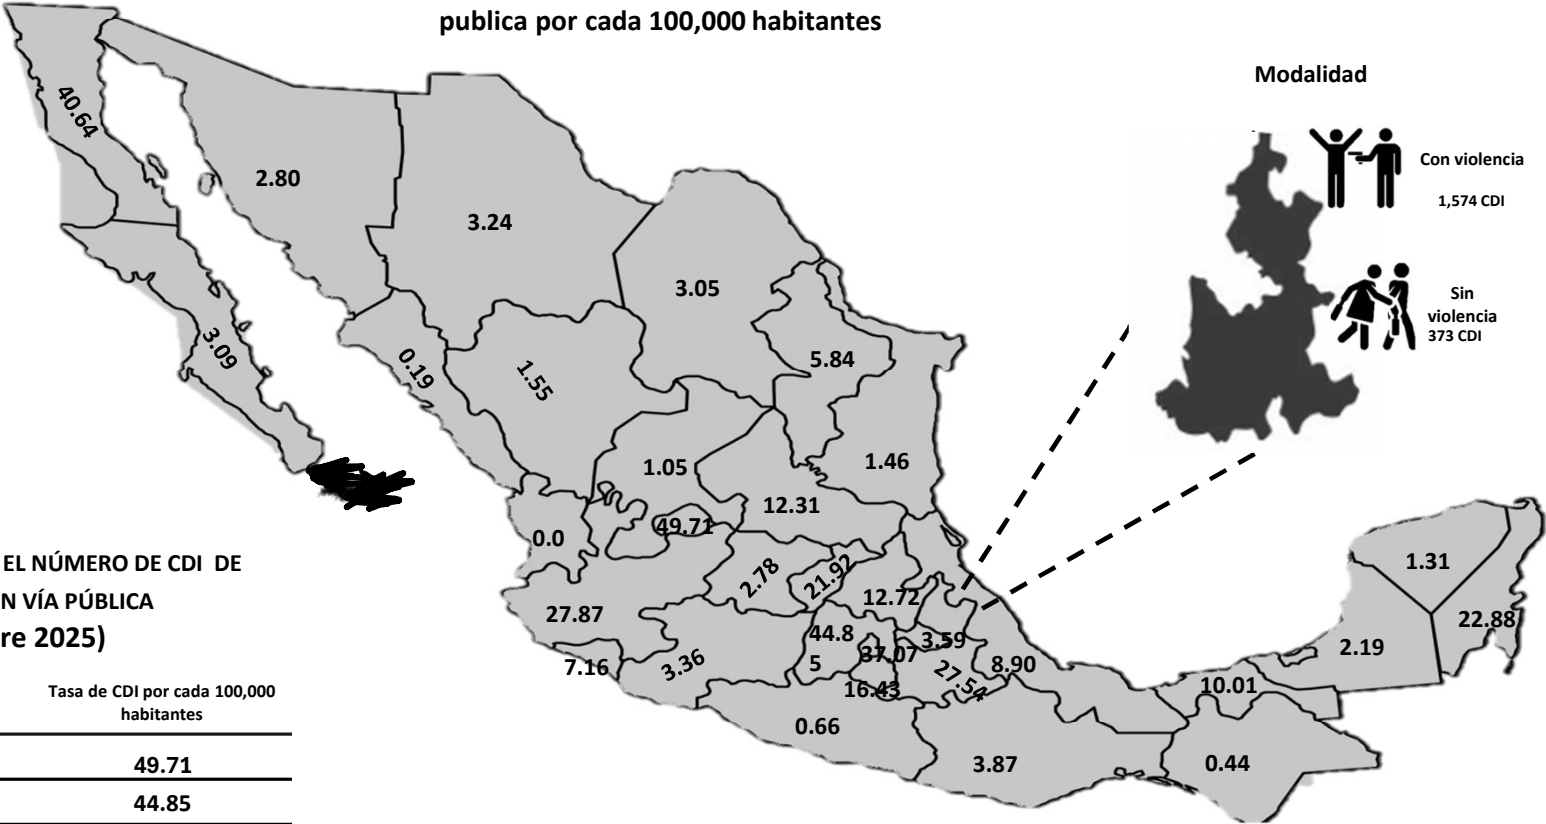 publica por cada 100,000 habitantes
Modalidad
Con violencia
1,574 CDI
Sin
violencia
373 CDI
40.64
2.80
3.24
3.05
3.09
0.19
1.55
5.84
1.05
1.46
12.31
49.71
0.0
2.78
21.92
12.72
27.87
44.8
5
37.07
3.59
7.16
3.36
16.43
27.54
8.90
0.66
3.87
10.01
0.44
2.19
1.31
22.88
EL NÚMERO DE CDI DE
N VÍA PÚBLICA
re 2025)
Tasa de CDI por cada 100,000
habitantes
49.71
44.85